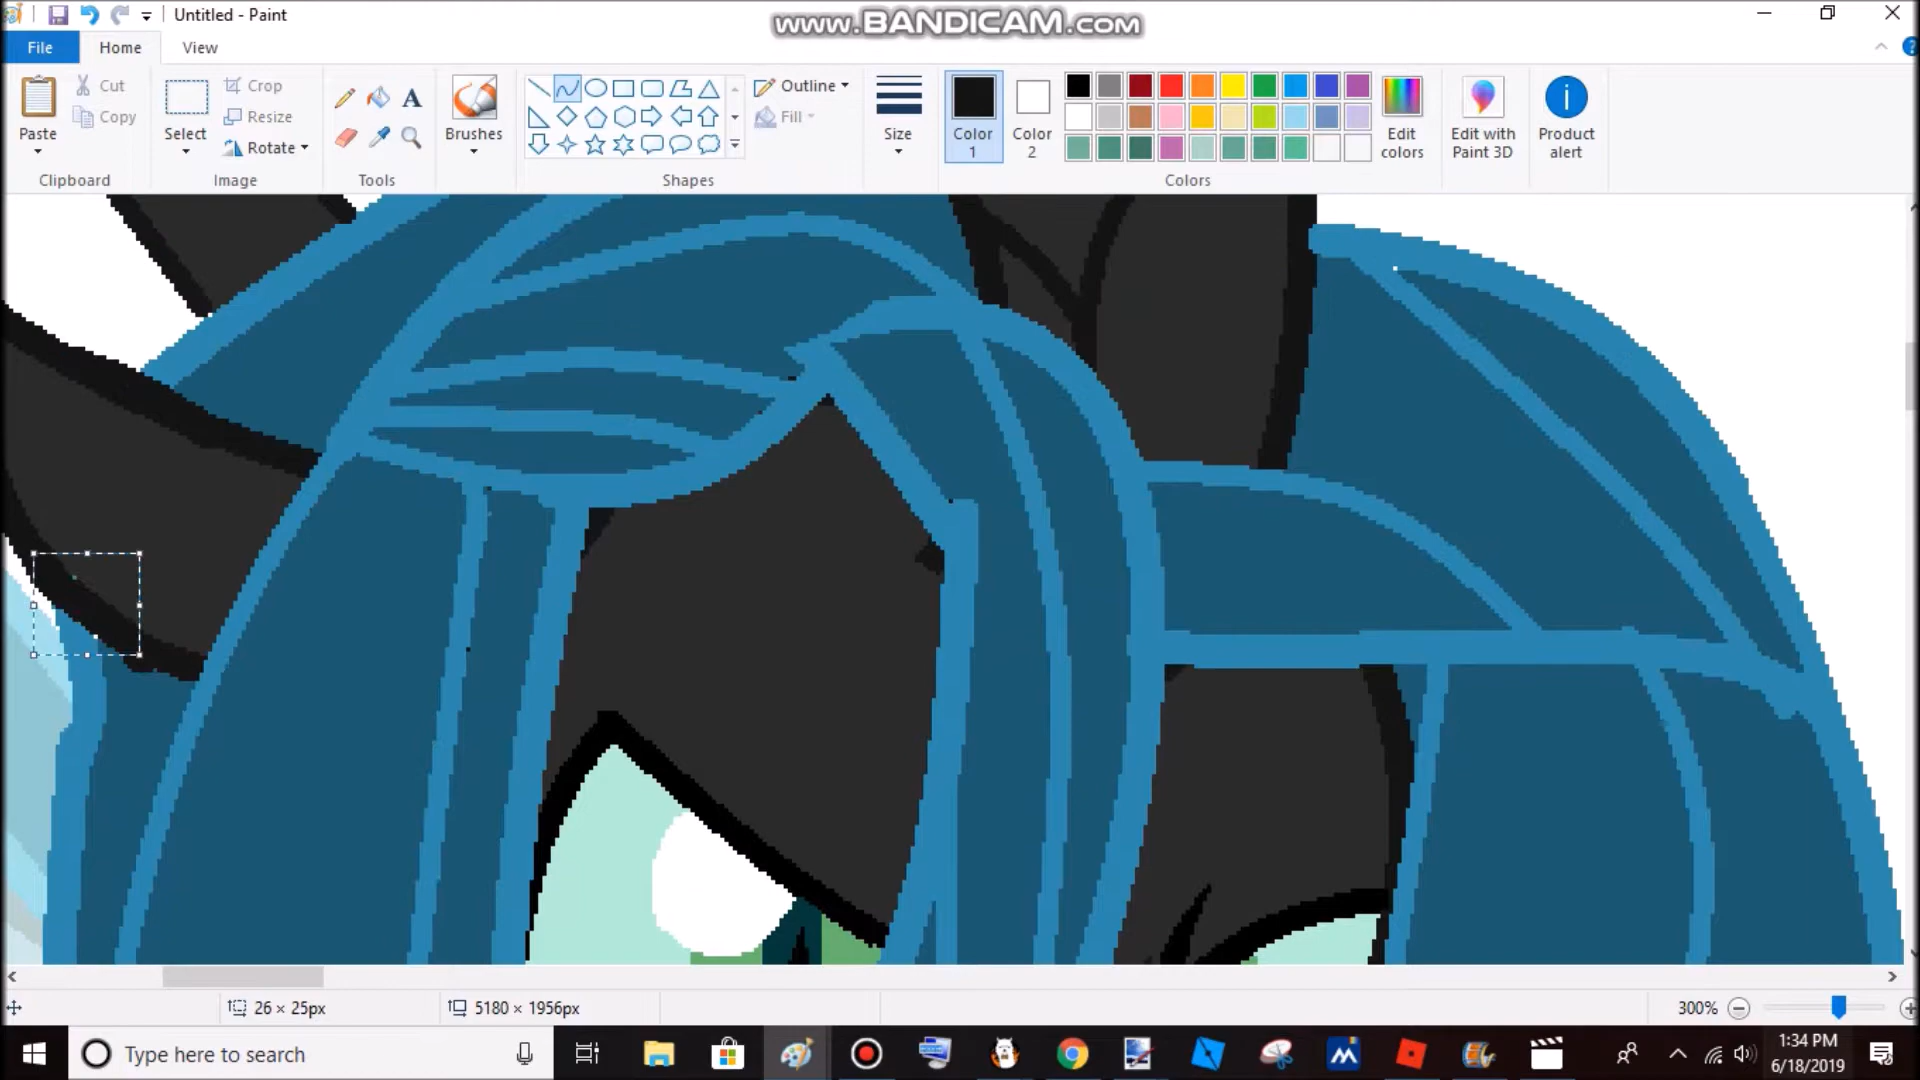 Untitled - Paint
www.BANDICAM.com
File Home View
Paste
Cut
Copy
Clipboard
Select
Crop
Resize
Rotate
Image
Tools
Brushes
Outline
Fill
Shapes
Size
Color 1
Color 2
Colors
Edit colors
Edit with Paint 3D
Product alert
26 × 25px
5180 × 1956px
300%
Type here to search
1:34 PM
6/18/2019